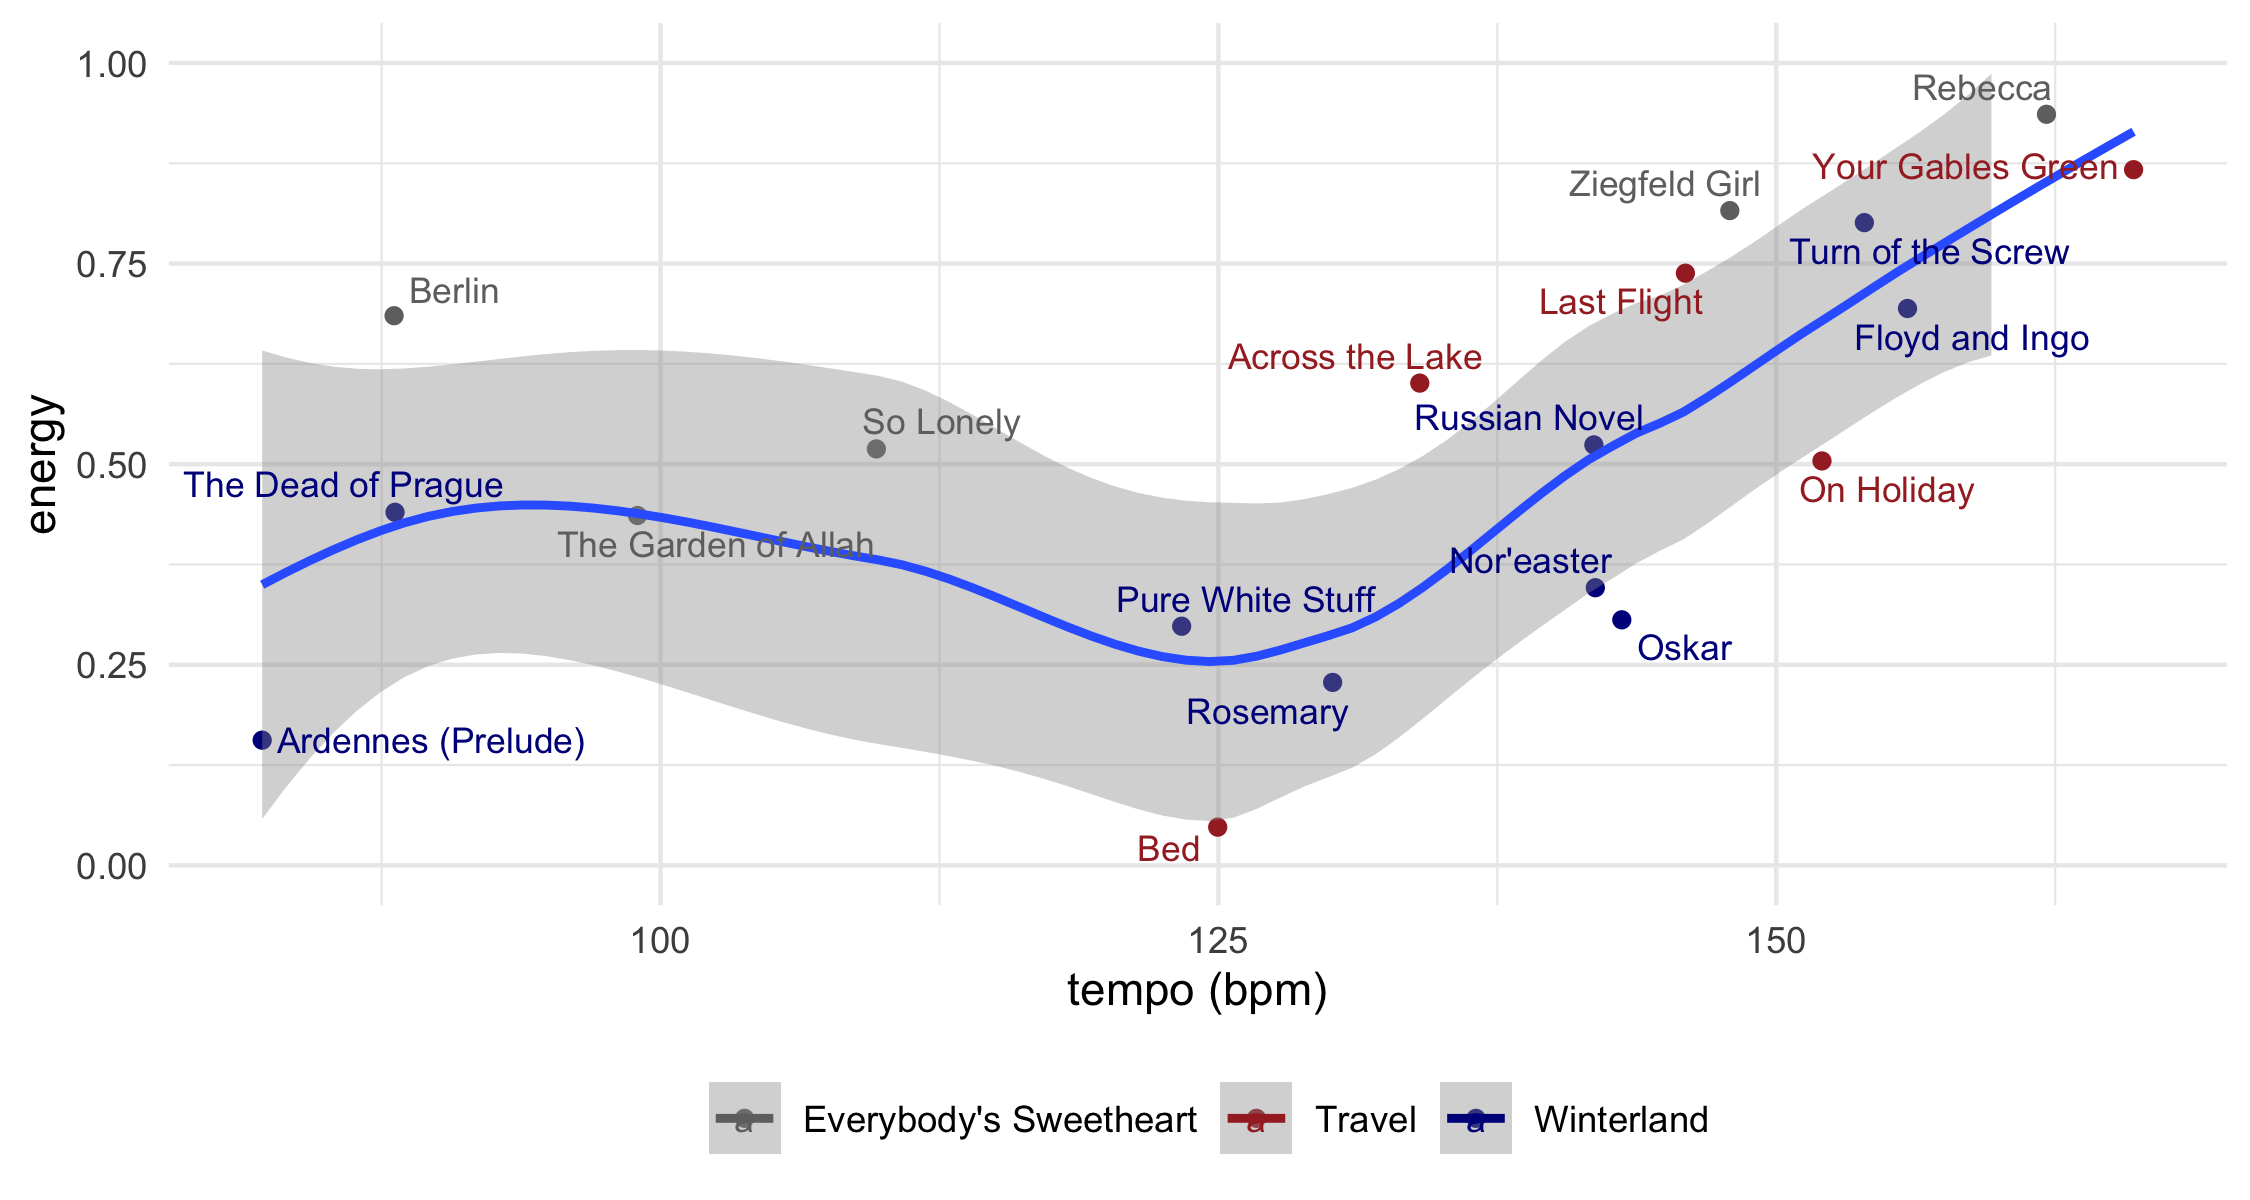 1.00
0.75
0.50
0.25
0.00
energy
Rebecca
Your Gables Green
Ziegfeld Girl
Turn of the Screw
Berlin
Last Flight
Floyd and Ingo
Across the Lake
So Lonely
Russian Novel
The Dead of Prague
On Holiday
The Garden of Allah
Nor'easter
Pure White Stuff
Oskar
Rosemary
Ardennes (Prelude)
Bed
100
125
150
tempo (bpm)
a Everybody's Sweetheart a Travel a Winterland